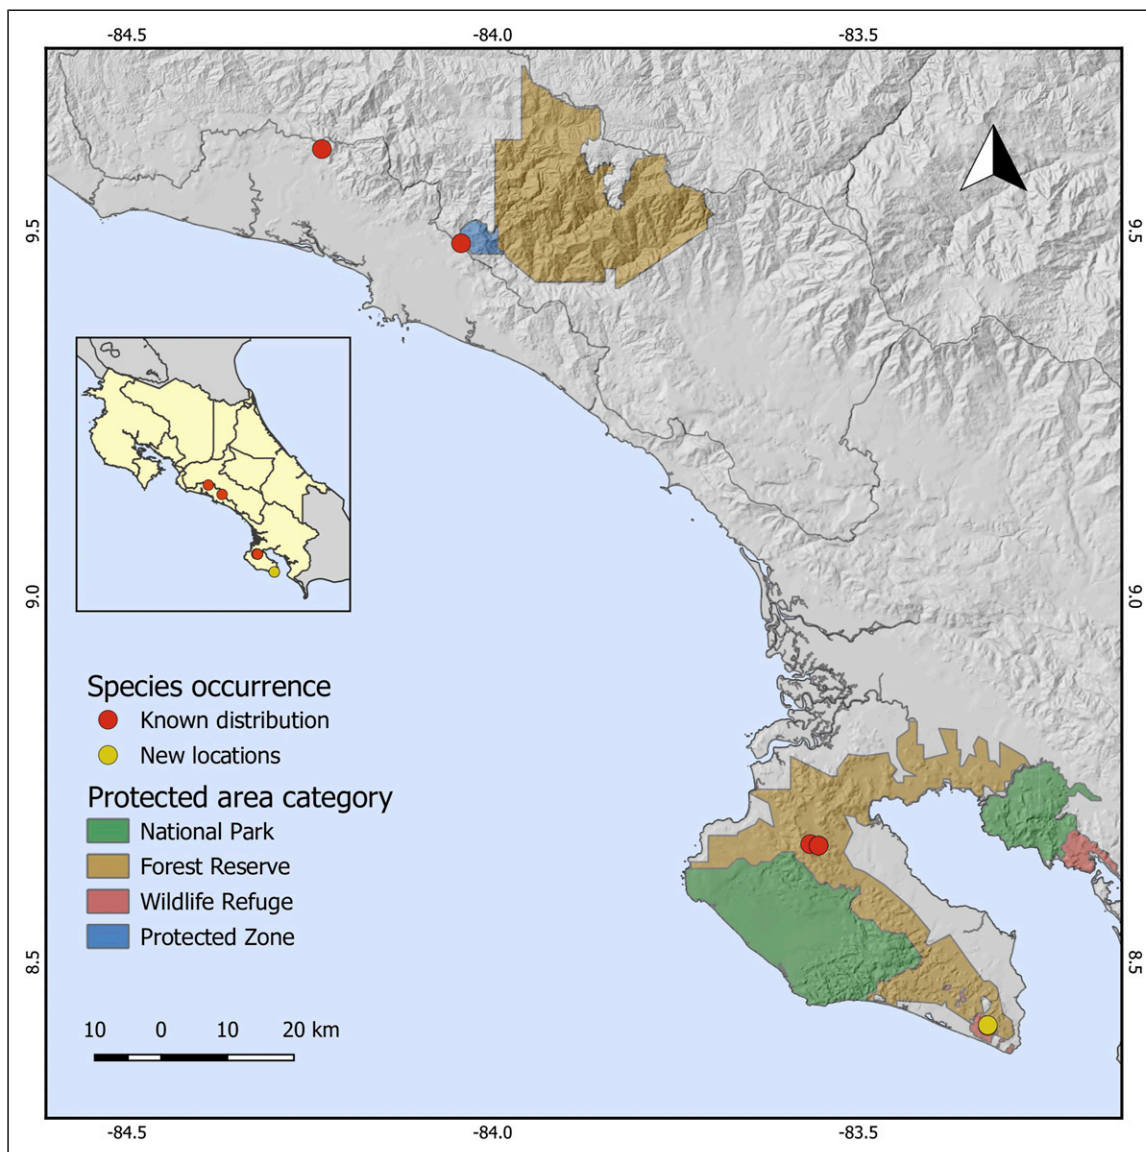 -84.5 -84.0 -83.5
9.5 9.5
9.0 9.0
Species occurrence
Known distribution
New locations
Protected area category
National Park
Forest Reserve
Wildlife Refuge
Protected Zone
8.5 8.5
10 0 10 20 km
-84.5 -84.0 -83.5